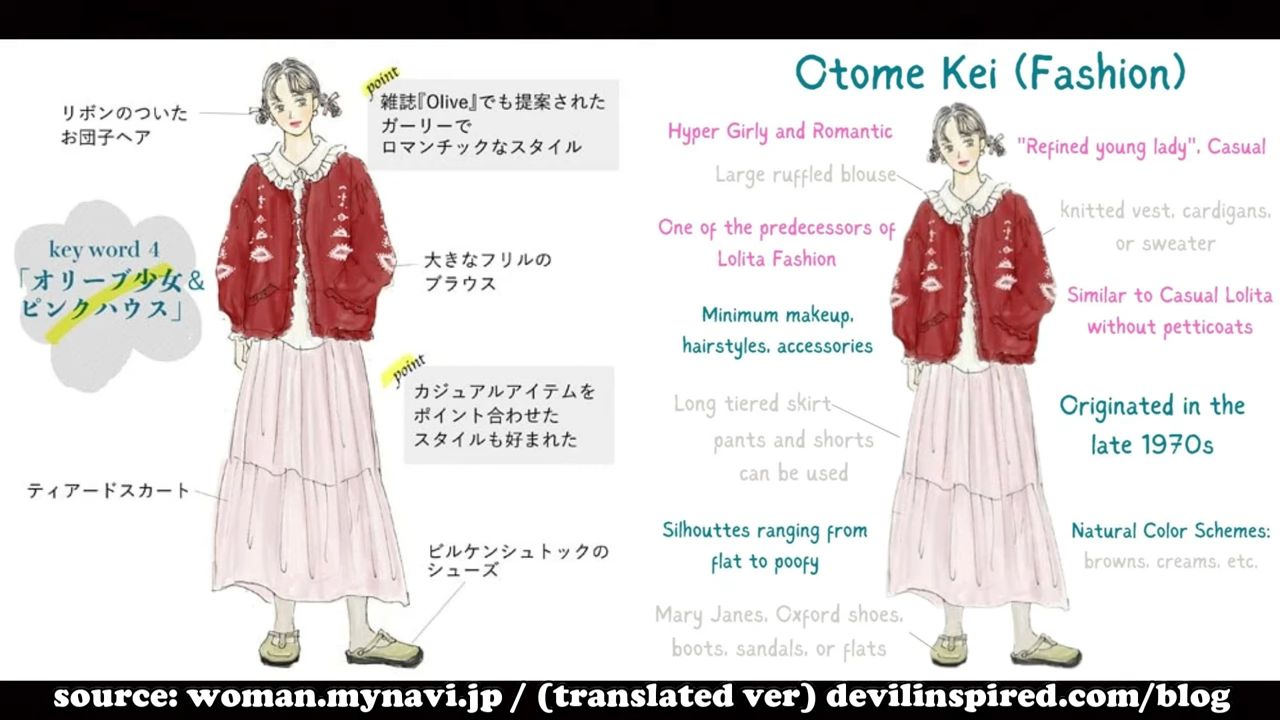 リボンのついた
お団子ヘア
point
雑誌『Olive』でも提案された
ガーリーで
ロマンチックなスタイル
key word 4
「オリーブ少女&
ピンクハウス」
大きなフリルの
ブラウス
point
カジュアルアイテムを
ポイント合わせた
スタイルも好まれた
ティアードスカート
ビルケンシュトックの
シューズ
Otome Kei (Fashion)
Hyper Girly and Romantic
"Refined young lady", Casual
Large ruffled blouse
knitted vest, cardigans,
or sweater
One of the predecessors of
Lolita Fashion
Similar to Casual Lolita
without petticoats
Minimum makeup,
hairstyles, accessories
Long tiered skirt
pants and shorts
can be used
Originated in the
late 1970s
Silhouttes ranging from
flat to poofy
Natural Color Schemes:
browns, creams, etc.
Mary Janes, Oxford shoes,
boots, sandals, or flats
source: woman.mynavi.jp / (translated ver) devilinspired.com/blog